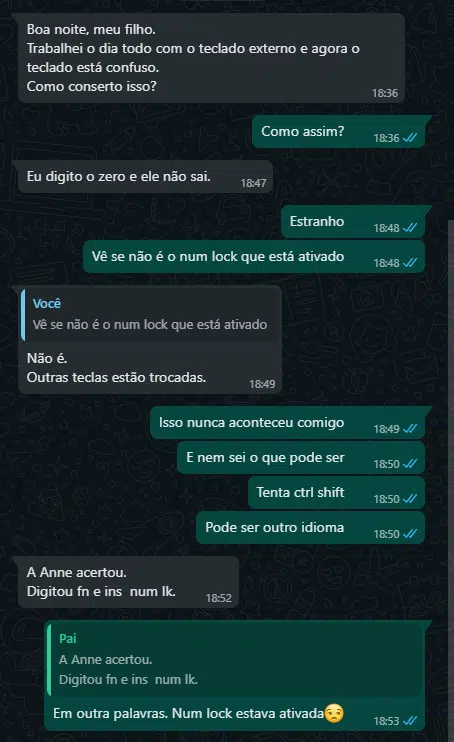 Boa noite, meu filho.
Trabalhei o dia todo com o teclado externo e agora o
teclado está confuso.
Como conserto isso?
18:36
Como assim?
18:36
Eu digito o zero e ele não sai.
18:47
Estranho
18:48
Vê se não é o num lock que está ativado
18:48
Você
Vê se não é o num lock que está ativado
Não é.
Outras teclas estão trocadas.
18:49
Isso nunca aconteceu comigo
18:49
E nem sei o que pode ser
18:50
Tenta ctrl shift
18:50
Pode ser outro idioma
18:50
A Anne acertou.
Digitou fn e ins  num lk.
18:52
Pai
A Anne acertou.
Digitou fn e ins  num lk.
Em outra palavras. Num lock estava ativada😒
18:53